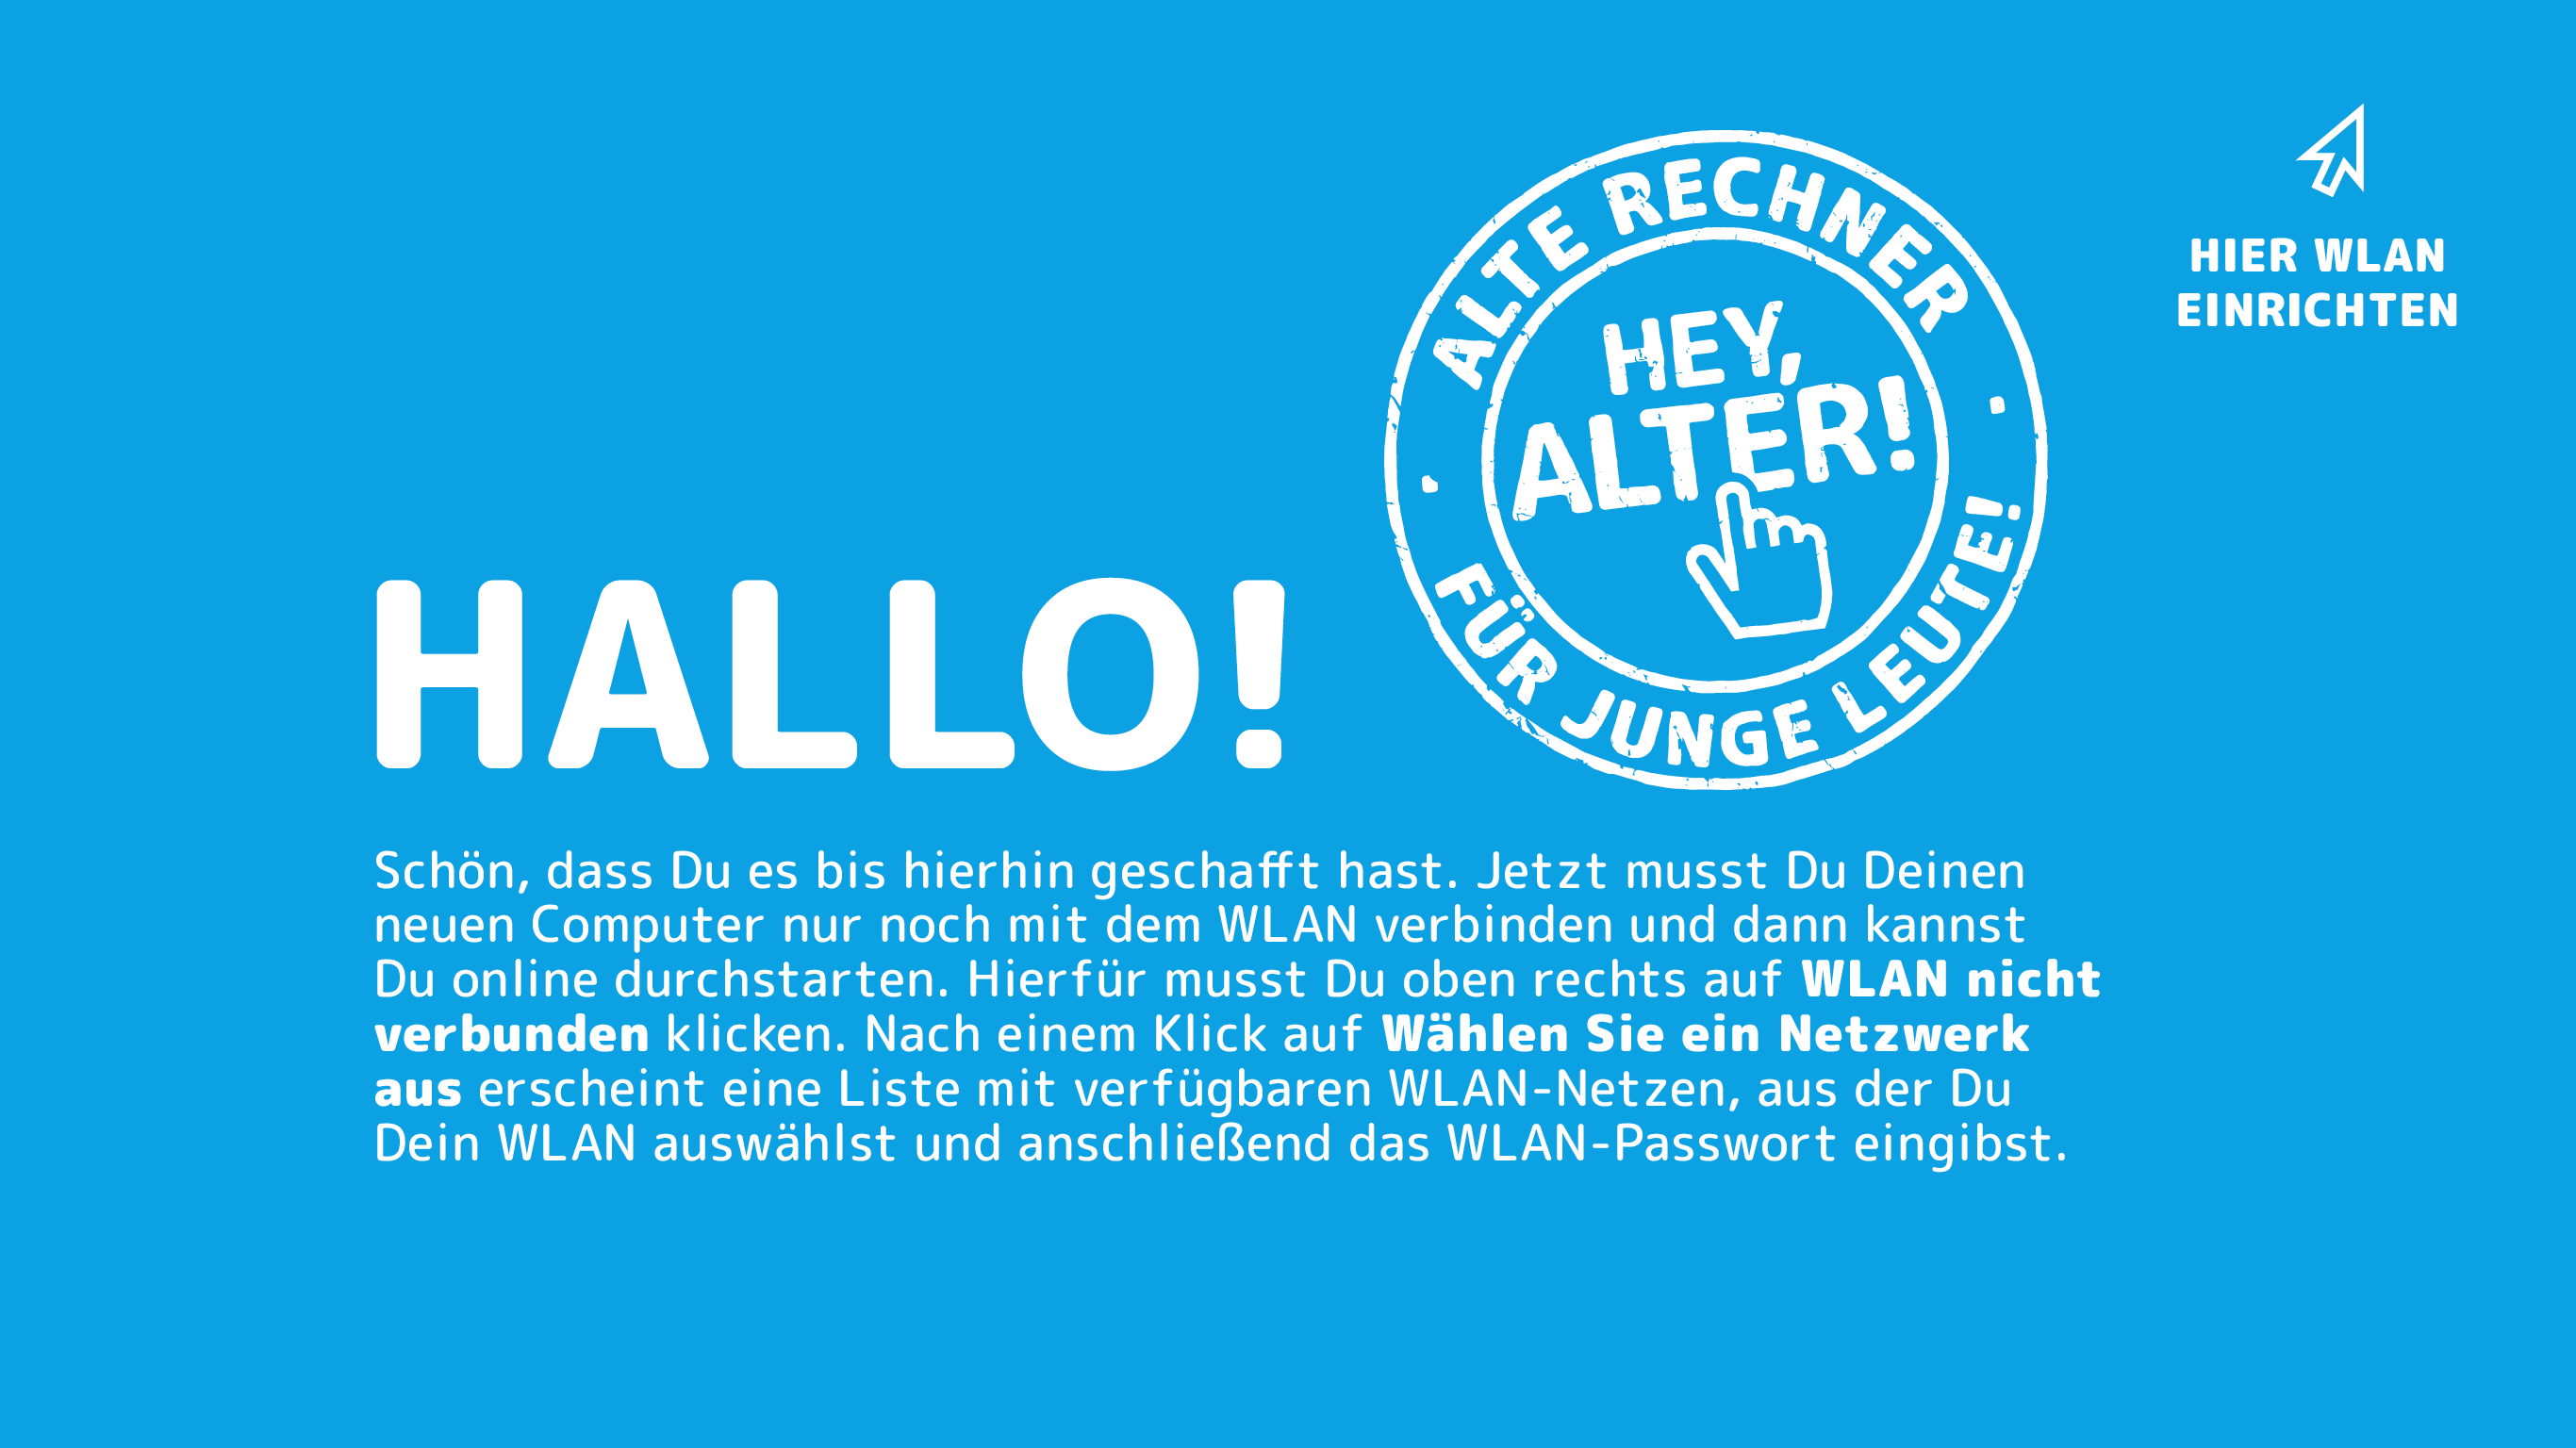 HIER WLAN
EINRICHTEN
ALTE RECHNER
HEY,
ALTER!
FÜR JUNGE LEUTE!
HALLO!
Schön, dass Du es bis hierhin geschafft hast. Jetzt musst Du Deinen
neuen Computer nur noch mit dem WLAN verbinden und dann kannst
Du online durchstarten. Hierfür musst Du oben rechts auf WLAN nicht
verbunden klicken. Nach einem Klick auf Wählen Sie ein Netzwerk
aus erscheint eine Liste mit verfügbaren WLAN-Netzen, aus der Du
Dein WLAN auswählst und anschließend das WLAN-Passwort eingibst.